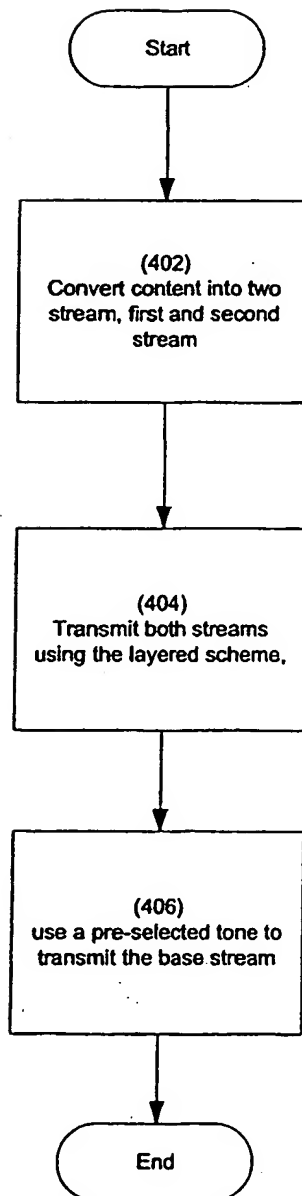 Start
(402)
Convert content into two
stream, first and second
stream
(404)
Transmit both streams
using the layered scheme,
(406)
use a pre-selected tone to
transmit the base stream
End